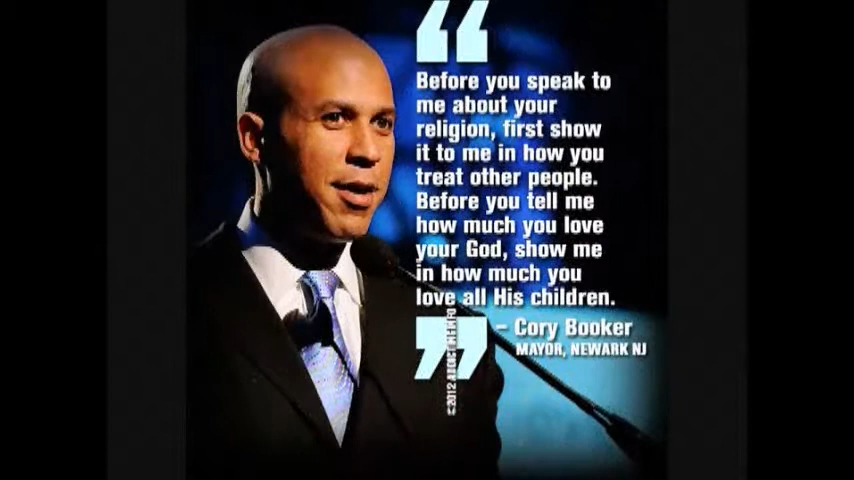 Before you speak to
me about your
religion, first show
it to me in how you
treat other people.
Before you tell me
how much you love
your God, show me
in how much you
love all His children.
– Cory Booker
MAYOR, NEWARK NJ
©2012 ADDICTINGINFO